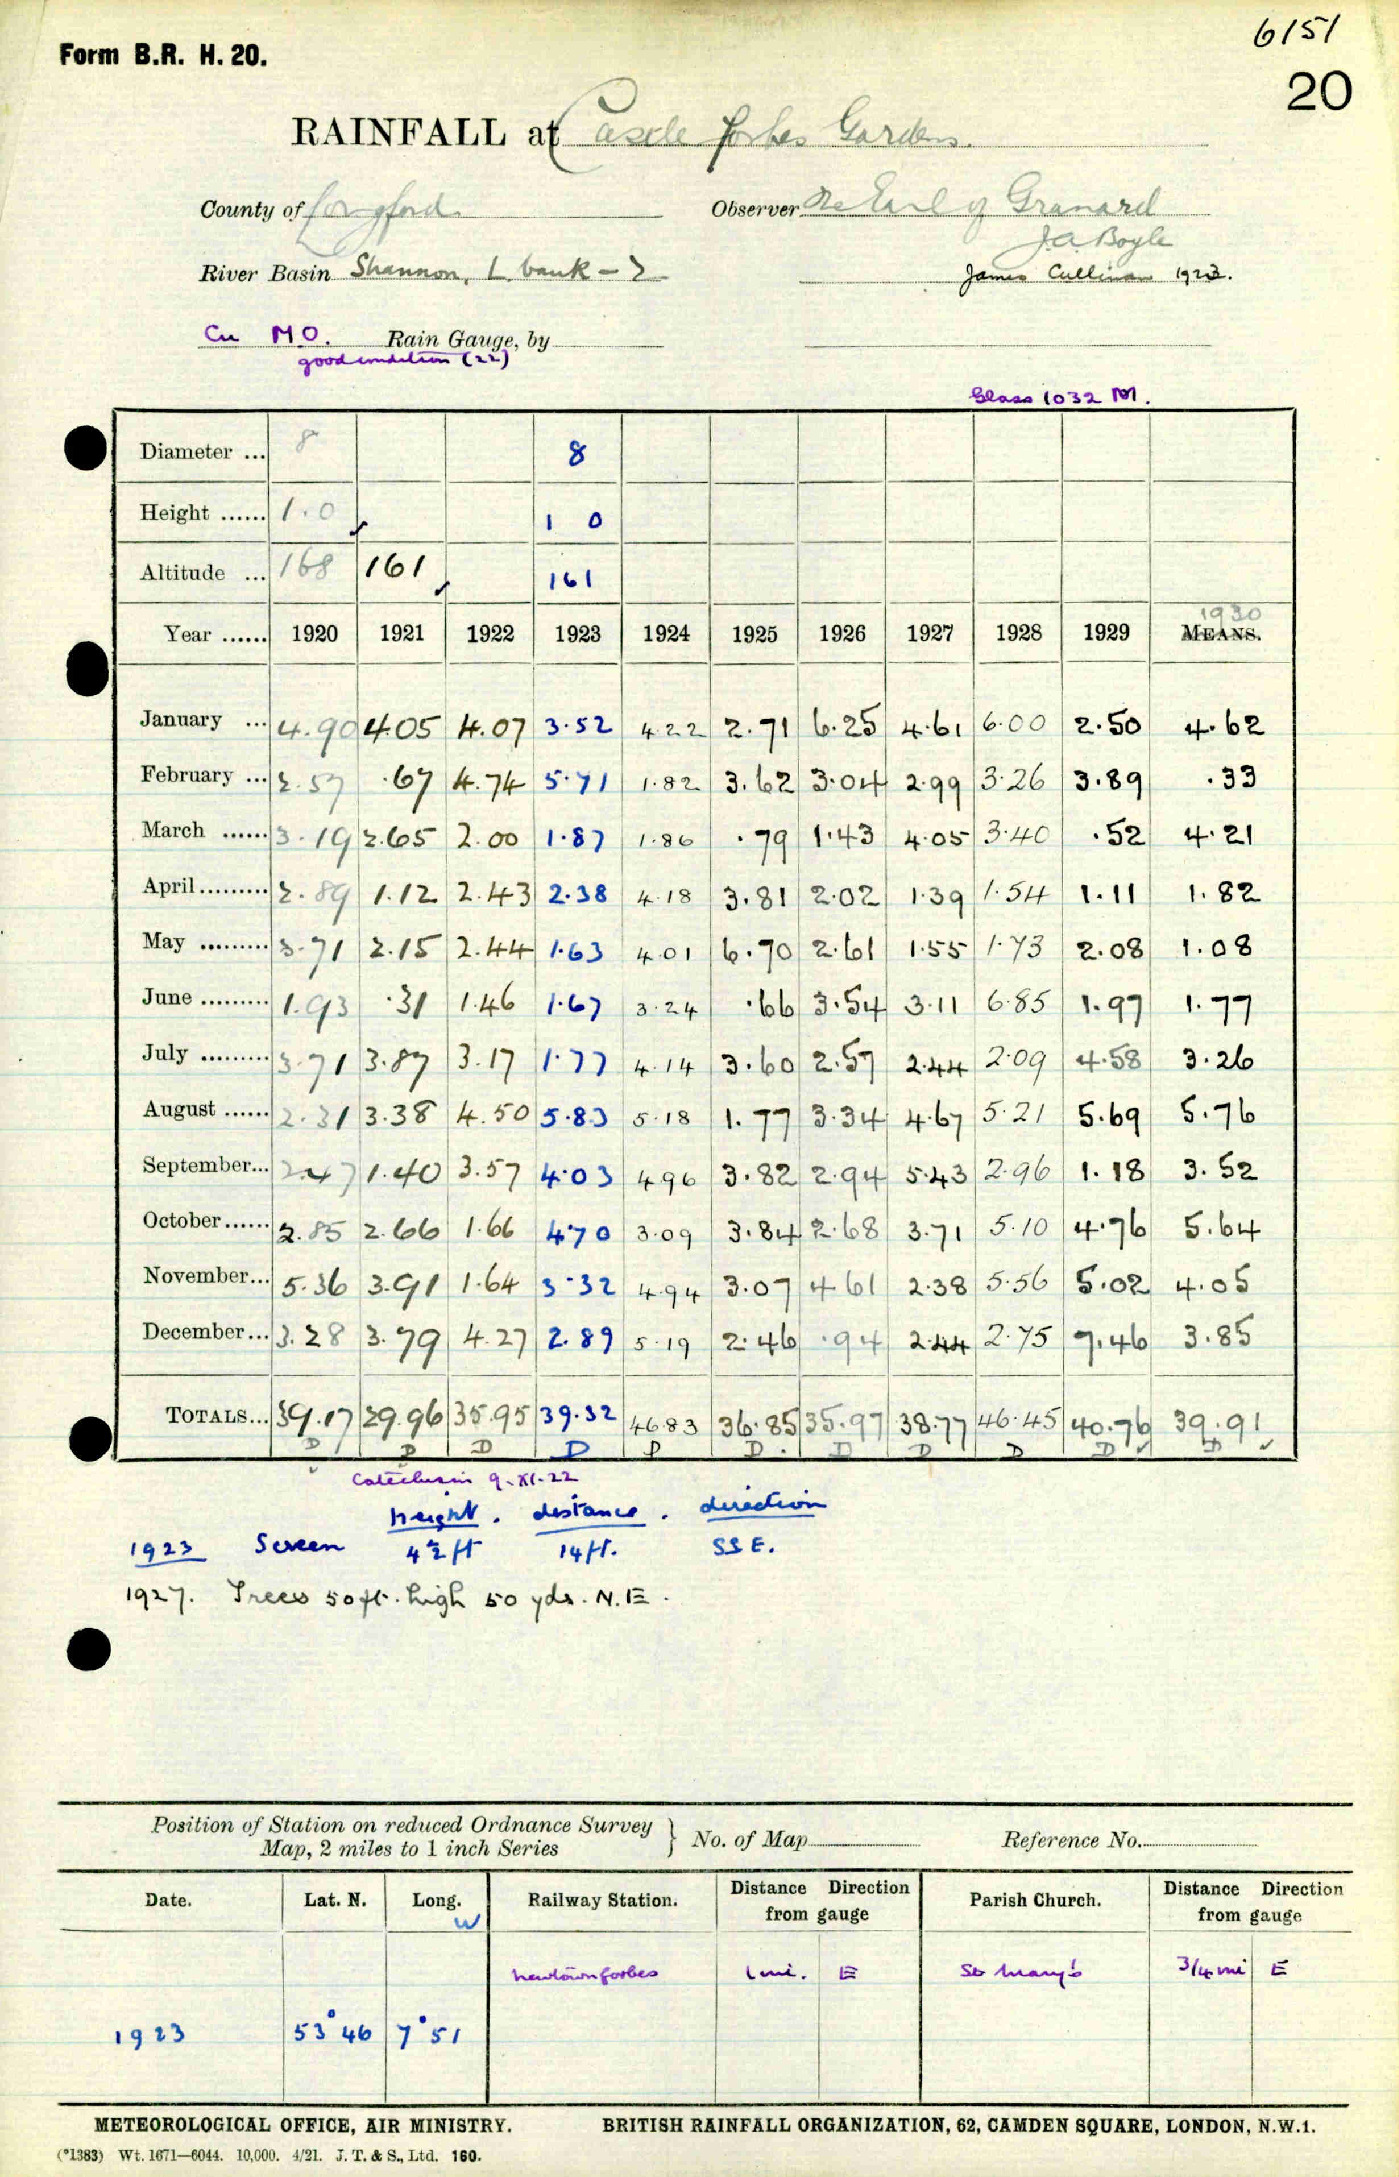 6151
Form B.R. H. 20.
20
RAINFALL at Castle Forbes Gardens.
County of Longford Observer The Earl of Granard
J.A. Boyle
River Basin Shannon, L bank - 7 James Cullinan 1923.
Cu M.O. Rain Gauge, by
good condition (22)
Glass 1032 M.
Diameter ... 8 8
Height ...... 1.0 1 0
Altitude ... 168 161 161
1930
Year ...... 1920 1921 1922 1923 1924 1925 1926 1927 1928 1929 MEANS.
January ... 4.90 4.05 4.07 3.52 4.22 2.71 6.25 4.61 6.00 2.50 4.62
February ... 2.57 .67 4.74 5.71 1.82 3.62 3.04 2.99 3.26 3.89 .33
March ...... 3.19 2.65 2.00 1.87 1.86 .79 1.43 4.05 3.40 .52 4.21
April ......... 2.89 1.12 2.43 2.38 4.18 3.81 2.02 1.39 1.54 1.11 1.82
May ......... 3.71 2.15 2.44 1.63 4.01 6.70 2.61 1.55 1.73 2.08 1.08
June ......... 1.93 .31 1.46 1.67 3.24 .66 3.54 3.11 6.85 1.97 1.77
July ......... 3.71 3.87 3.17 1.77 4.14 3.60 2.57 2.44 2.09 4.58 3.26
August ...... 2.31 3.38 4.50 5.83 5.18 1.77 3.34 4.67 5.21 5.69 5.76
September... 2.47 1.40 3.57 4.03 4.96 3.82 2.94 5.43 2.96 1.18 3.52
October...... 2.85 2.66 1.66 4.70 3.09 3.84 2.68 3.71 5.10 4.76 5.64
November... 5.36 3.91 1.64 3.32 4.94 3.07 4.61 2.38 5.56 5.02 4.05
December... 3.28 3.79 4.27 2.89 5.19 2.46 .94 2.44 2.75 7.46 3.85
TOTALS... 39.17 29.96 35.95 39.32 46.83 36.85 35.97 38.77 46.45 40.76 39.91
D D D D D D D D D D D
Catechism 9.XI.22
height. distance. direction
1923 Screen 4½ ft 14 ft. SSE.
1927. Trees 50 ft. high 50 yds. N.E.
Position of Station on reduced Ordnance Survey Map, 2 miles to 1 inch Series } No. of Map Reference No.
Date. Lat. N. Long. W Railway Station. Distance Direction from gauge Parish Church. Distance Direction from gauge
Newtownforbes 1 mi. E St Mary's 3/4 mi E
1923 53° 46 7° 51
METEOROLOGICAL OFFICE, AIR MINISTRY. BRITISH RAINFALL ORGANIZATION, 62, CAMDEN SQUARE, LONDON, N.W.1.
(*1383) Wt. 1671—6044. 10,000. 4/21. J. T. & S., Ltd. 160.